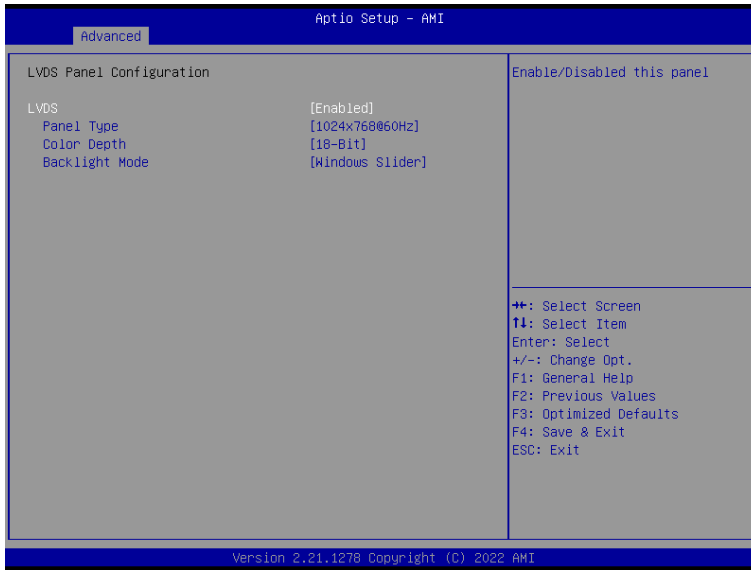 Aptio Setup – AMI
Advanced
LVDS Panel Configuration
LVDS [Enabled]
Panel Type [1024x768@60Hz]
Color Depth [18-Bit]
Backlight Mode [Windows Slider]
Enable/Disabled this panel
→←: Select Screen
↑↓: Select Item
Enter: Select
+/-: Change Opt.
F1: General Help
F2: Previous Values
F3: Optimized Defaults
F4: Save & Exit
ESC: Exit
Version 2.21.1278 Copyright (C) 2022 AMI